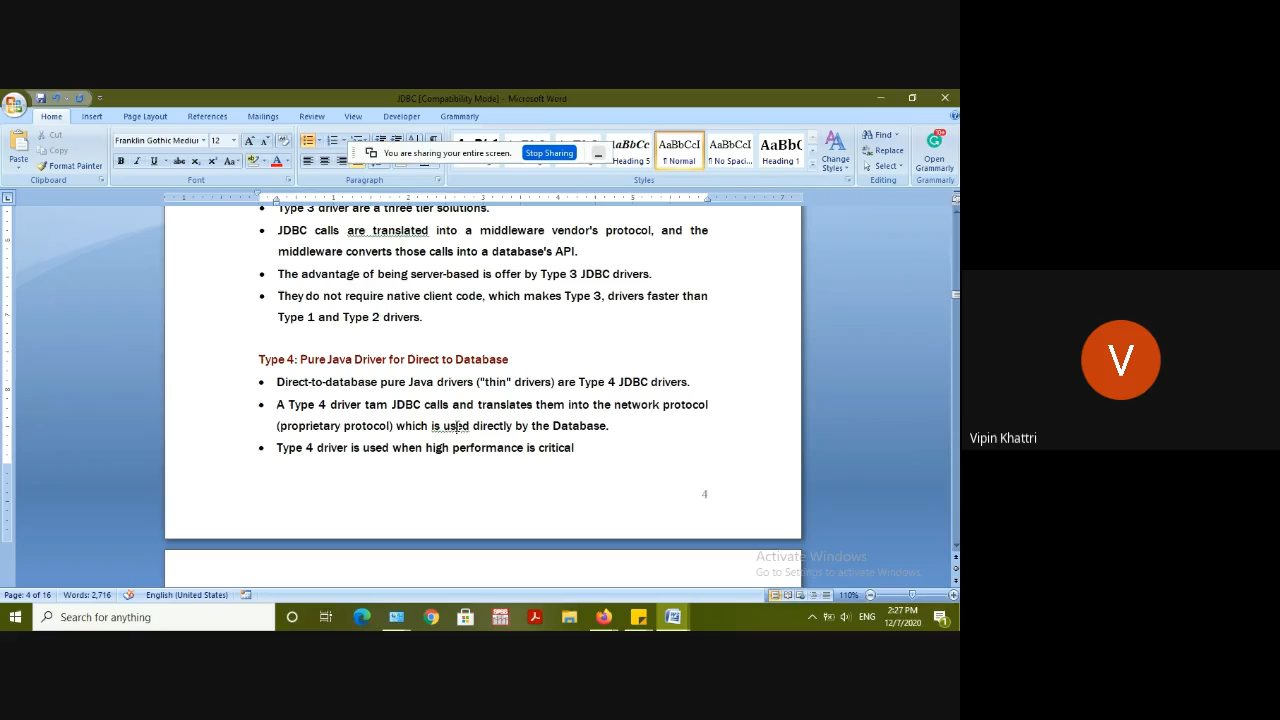 JDBC [Compatibility Mode] - Microsoft Word
Home Insert Page Layout References Mailings Review View Developer Grammarly
Paste
Cut
Copy
Format Painter
Clipboard
Franklin Gothic Mediun 12
Font
You are sharing your entire screen. Stop Sharing
Paragraph
AaBbCc Heading 5
AaBbCcI ¶ Normal
AaBbCcI ¶ No Spaci...
AaBb( Heading 1
Change Styles
Styles
Find
Replace
Select
Editing
Open Grammarly
Grammarly
Type 3 driver are a three tier solutions.
JDBC calls are translated into a middleware vendor's protocol, and the
middleware converts those calls into a database's API.
The advantage of being server-based is offer by Type 3 JDBC drivers.
They do not require native client code, which makes Type 3, drivers faster than
Type 1 and Type 2 drivers.
Type 4: Pure Java Driver for Direct to Database
Direct-to-database pure Java drivers ("thin" drivers) are Type 4 JDBC drivers.
A Type 4 driver tam JDBC calls and translates them into the network protocol
(proprietary protocol) which is used directly by the Database.
Type 4 driver is used when high performance is critical
4
Activate Windows
Go to Settings to activate Windows.
Page: 4 of 16 Words: 2,716 English (United States) 110%
Search for anything
ENG
2:27 PM
12/7/2020
V
Vipin Khattri